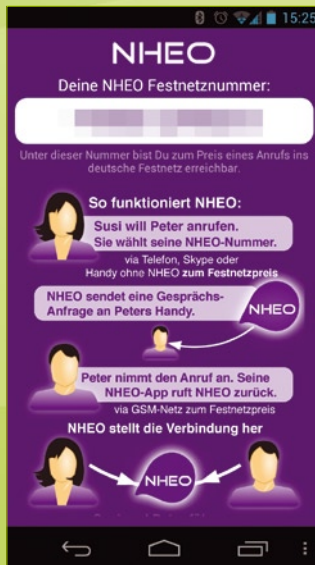 15:25
NHEO
Deine NHEO Festnetznummer:
Unter dieser Nummer bist Du zum Preis eines Anrufs ins
deutsche Festnetz erreichbar.
So funktioniert NHEO:
Susi will Peter anrufen.
Sie wählt seine NHEO-Nummer.
via Telefon, Skype oder
Handy ohne NHEO zum Festnetzpreis
NHEO sendet eine Gesprächs-
Anfrage an Peters Handy.
NHEO
Peter nimmt den Anruf an. Seine
NHEO-App ruft NHEO zurück.
via GSM-Netz zum Festnetzpreis
NHEO stellt die Verbindung her
NHEO